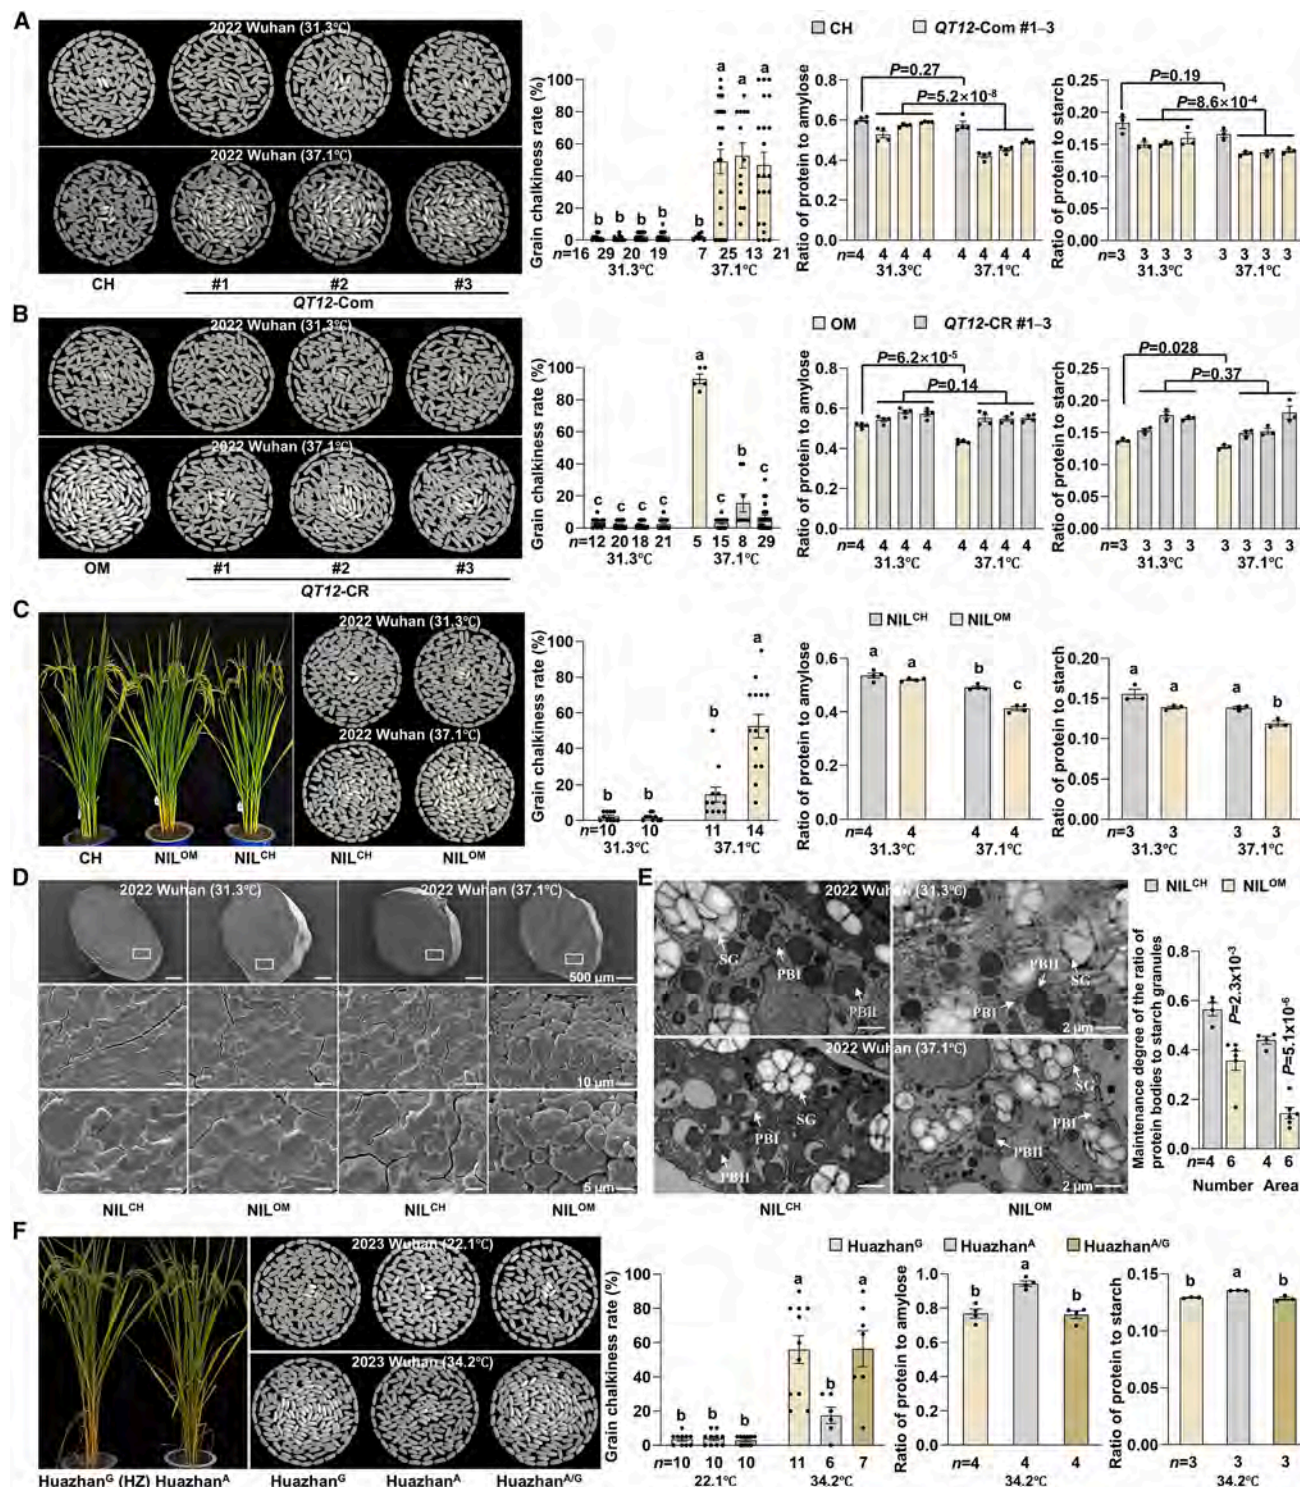 A
2022 Wuhan (31.3℃)
2022 Wuhan (37.1℃)
CH #1 #2 #3
QT12-Com
CH QT12-Com #1–3
Grain chalkiness rate (%)
100
80
60
40
20
0
b b b b b a a a
n=16 29 20 19 7 25 13 21
31.3℃ 37.1℃
Ratio of protein to amylose
0.8
0.6
0.4
0.2
0.0
P=0.27
P=5.2×10-8
n=4 4 4 4 4 4 4 4
31.3℃ 37.1℃
Ratio of protein to starch
0.25
0.20
0.15
0.10
0.05
0.00
P=0.19
P=8.6×10-4
n=3 3 3 3 3 3 3 3
31.3℃ 37.1℃
B
2022 Wuhan (31.3℃)
2022 Wuhan (37.1℃)
OM #1 #2 #3
QT12-CR
OM QT12-CR #1–3
Grain chalkiness rate (%)
100
80
60
40
20
0
c c c c a c b c
n=12 20 18 21 5 15 8 29
31.3℃ 37.1℃
Ratio of protein to amylose
0.8
0.6
0.4
0.2
0.0
P=6.2×10-5
P=0.14
n=4 4 4 4 4 4 4 4
31.3℃ 37.1℃
Ratio of protein to starch
0.25
0.20
0.15
0.10
0.05
0.00
P=0.028
P=0.37
n=3 3 3 3 3 3 3 3
31.3℃ 37.1℃
C
CH NILOM NILCH
2022 Wuhan (31.3℃)
2022 Wuhan (37.1℃)
NILCH NILOM
NILCH NILOM
Grain chalkiness rate (%)
100
80
60
40
20
0
b b b a
n=10 10 11 14
31.3℃ 37.1℃
Ratio of protein to amylose
0.6
0.4
0.2
0.0
a a b c
n=4 4 4 4
31.3℃ 37.1℃
Ratio of protein to starch
0.20
0.15
0.10
0.05
0.00
a a a b
n=3 3 3 3
31.3℃ 37.1℃
D
2022 Wuhan (31.3℃) 2022 Wuhan (37.1℃)
500 μm
10 μm
5 μm
NILCH NILOM NILCH NILOM
E
2022 Wuhan (31.3℃)
SG PBI PBII
PBII SG PBI
2 μm
2022 Wuhan (37.1℃)
SG PBI PBII
SG PBI PBII
2 μm
NILCH NILOM
NILCH NILOM
Maintenance degree of the ratio of
protein bodies to starch granules
0.8
0.6
0.4
0.2
0.0
P=2.3x10-3
P=5.1x10-6
n=4 6 4 6
Number Area
F
HuazhanG (HZ) HuazhanA
2023 Wuhan (22.1℃)
2023 Wuhan (34.2℃)
HuazhanG HuazhanA HuazhanA/G
HuazhanG HuazhanA HuazhanA/G
Grain chalkiness rate (%)
100
80
60
40
20
0
b b b a b a
n=10 10 10 11 6 7
22.1℃ 34.2℃
Ratio of protein to amylose
1.0
0.8
0.6
0.4
0.2
0.0
b a b
n=4 4 4
34.2℃
Ratio of protein to starch
0.15
0.10
0.05
0.00
b a b
n=3 3 3
34.2℃